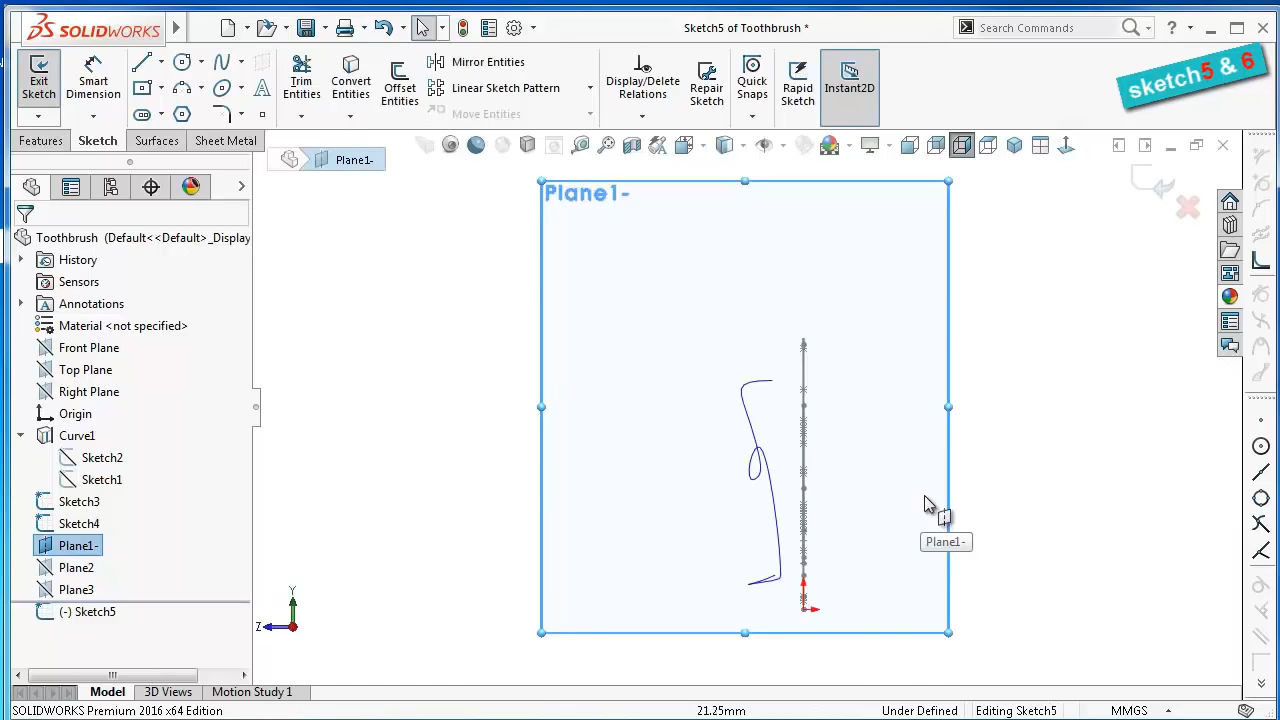 SOLIDWORKS
Sketch5 of Toothbrush *
Search Commands
?
Exit Sketch
Smart Dimension
Trim Entities
Convert Entities
Offset Entities
Mirror Entities
Linear Sketch Pattern
Move Entities
Display/Delete Relations
Repair Sketch
Quick Snaps
Rapid Sketch
Instant2D
sketch5 & 6
Features
Sketch
Surfaces
Sheet Metal
Plane1-
Plane1-
Toothbrush (Default<<Default>_Display
History
Sensors
Annotations
Material <not specified>
Front Plane
Top Plane
Right Plane
Origin
Curve1
Sketch2
Sketch1
Sketch3
Sketch4
Plane1-
Plane2
Plane3
(-) Sketch5
Plane1-
Y
Z
Model
3D Views
Motion Study 1
SOLIDWORKS Premium 2016 x64 Edition
21.25mm
Under Defined
Editing Sketch5
MMGS